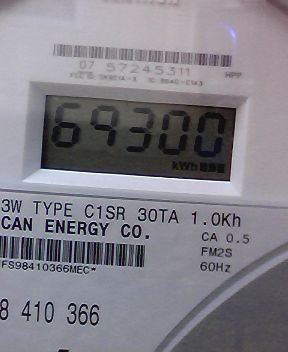 07 57245311 HPP
69300
kWh
3W TYPE C1SR 30TA 1.0Kh
CAN ENERGY CO. CA 0.5
FM2S
FS98410366MEC* 60Hz
8 410 366